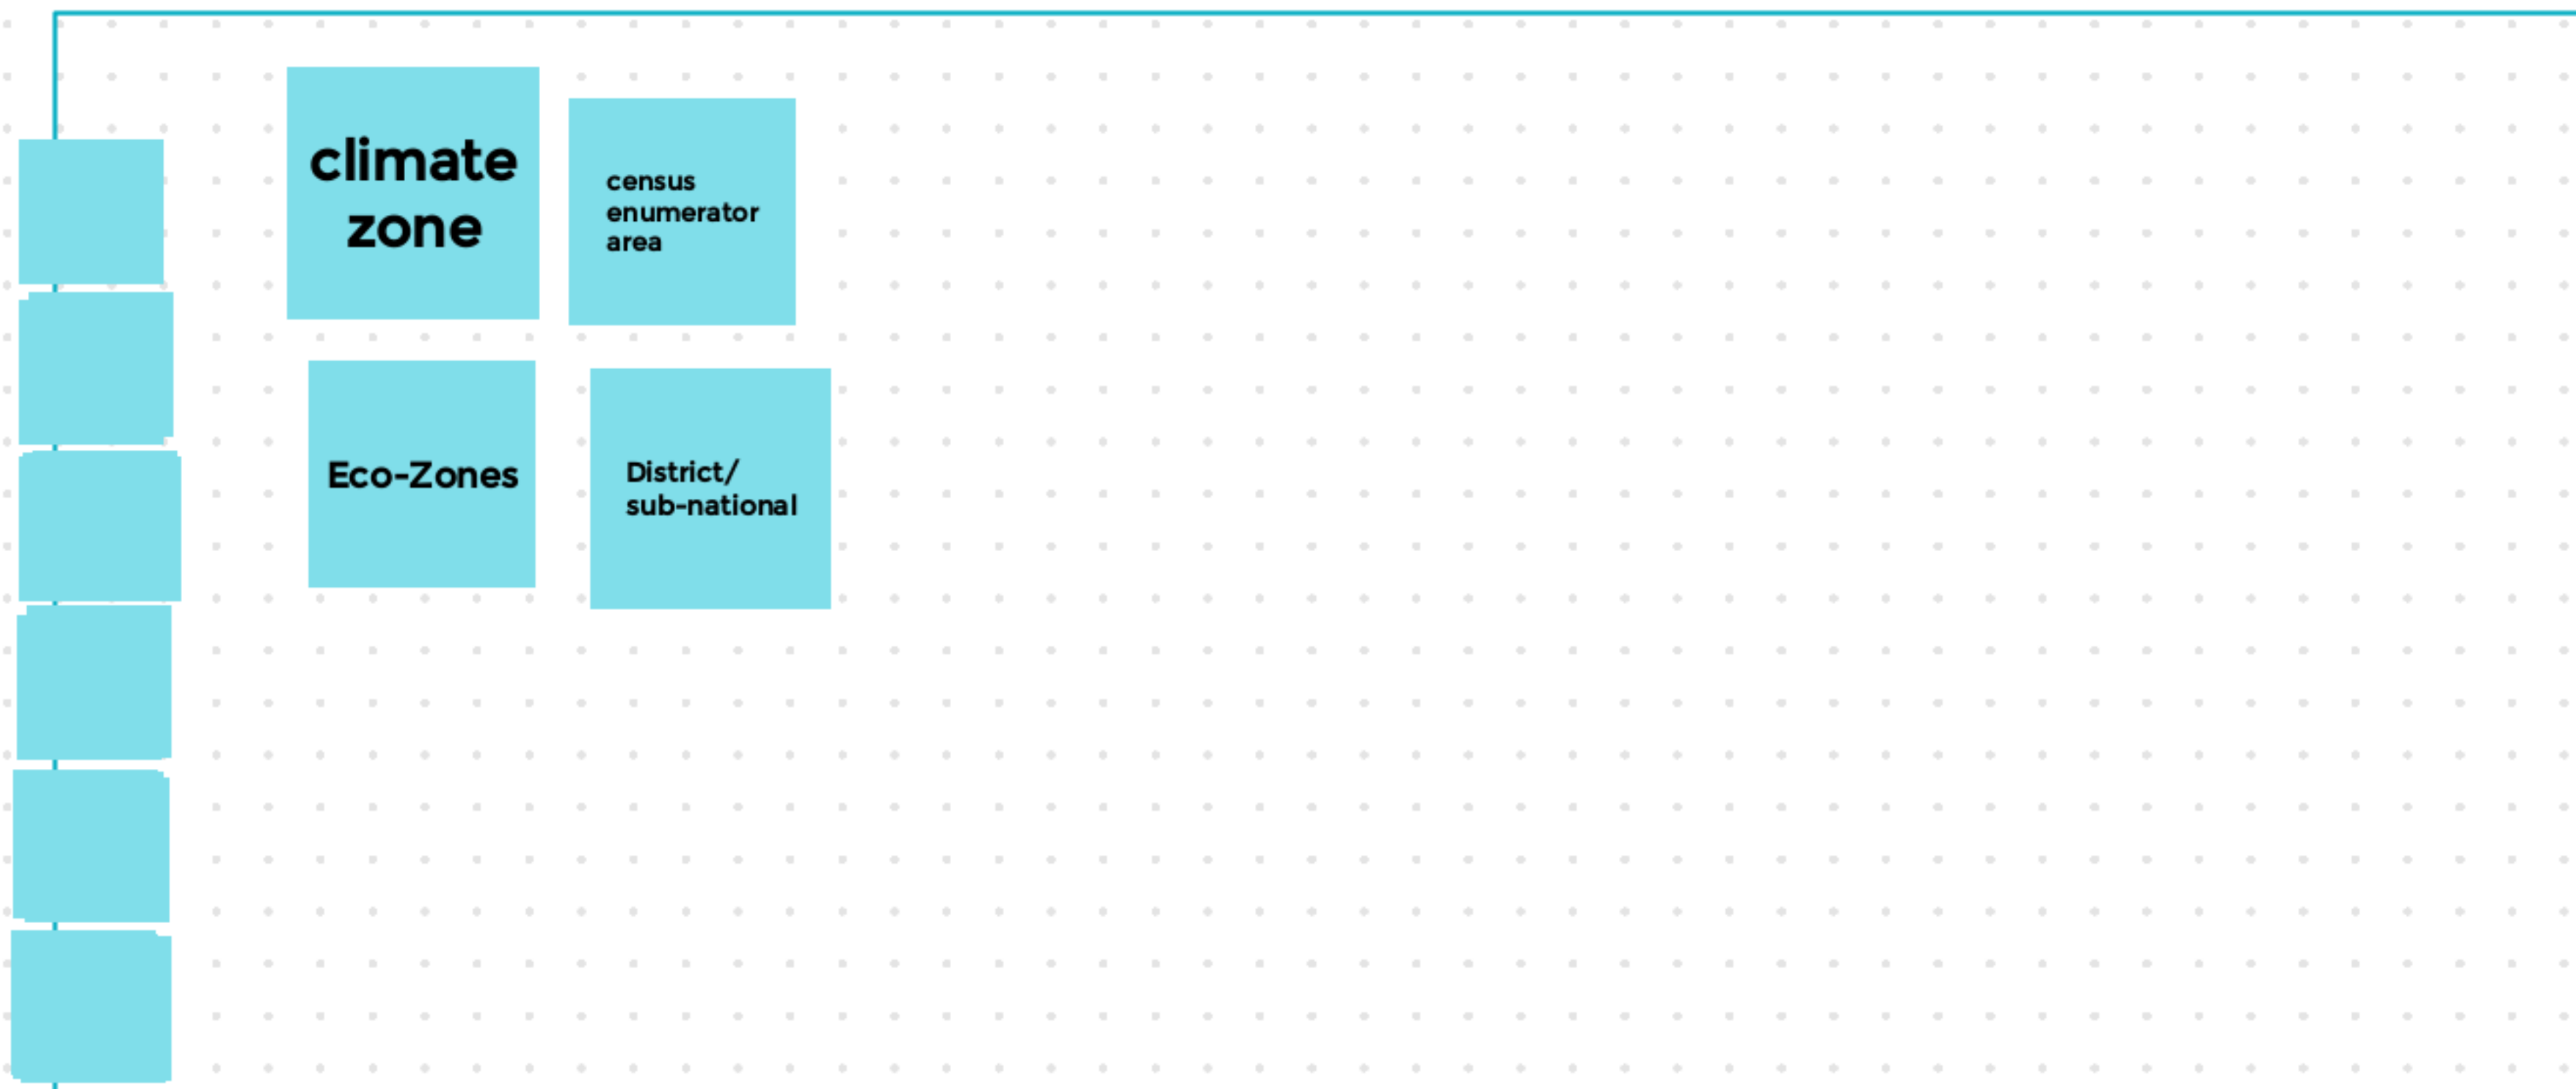 climate
zone
census
enumerator
area
Eco-Zones
District/
sub-national